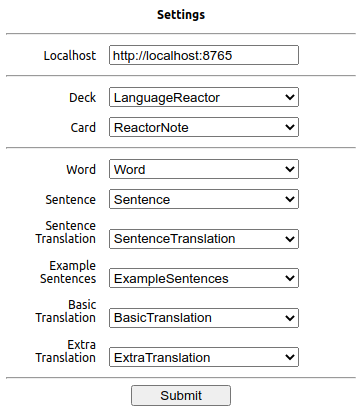 Settings
Localhost http://localhost:8765
Deck LanguageReactor
Card ReactorNote
Word Word
Sentence Sentence
Sentence
Translation SentenceTranslation
Example
Sentences ExampleSentences
Basic
Translation BasicTranslation
Extra
Translation ExtraTranslation
Submit